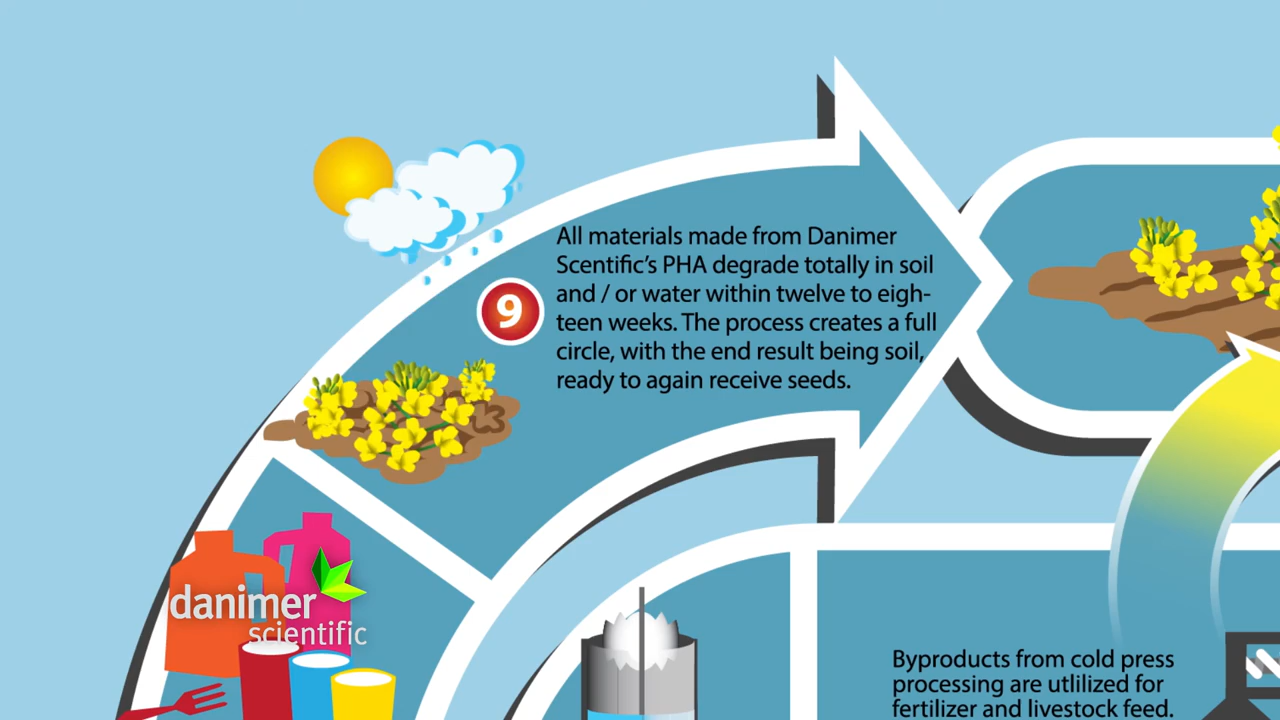 All materials made from Danimer
Scentific’s PHA degrade totally in soil
and / or water within twelve to eigh-
teen weeks. The process creates a full
circle, with the end result being soil,
ready to again receive seeds.
9
danimer
scientific
Byproducts from cold press
processing are utlilized for
fertilizer and livestock feed.